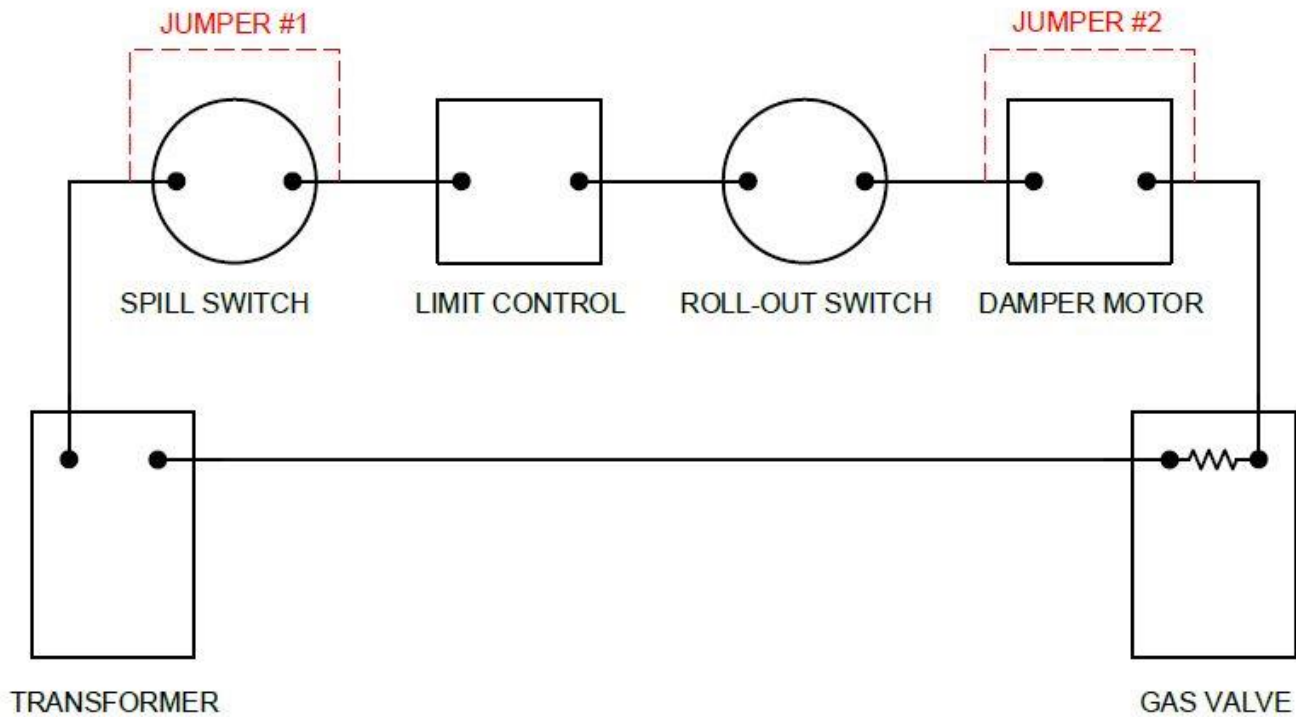 JUMPER #1
JUMPER #2
SPILL SWITCH
LIMIT CONTROL
ROLL-OUT SWITCH
DAMPER MOTOR
TRANSFORMER
GAS VALVE